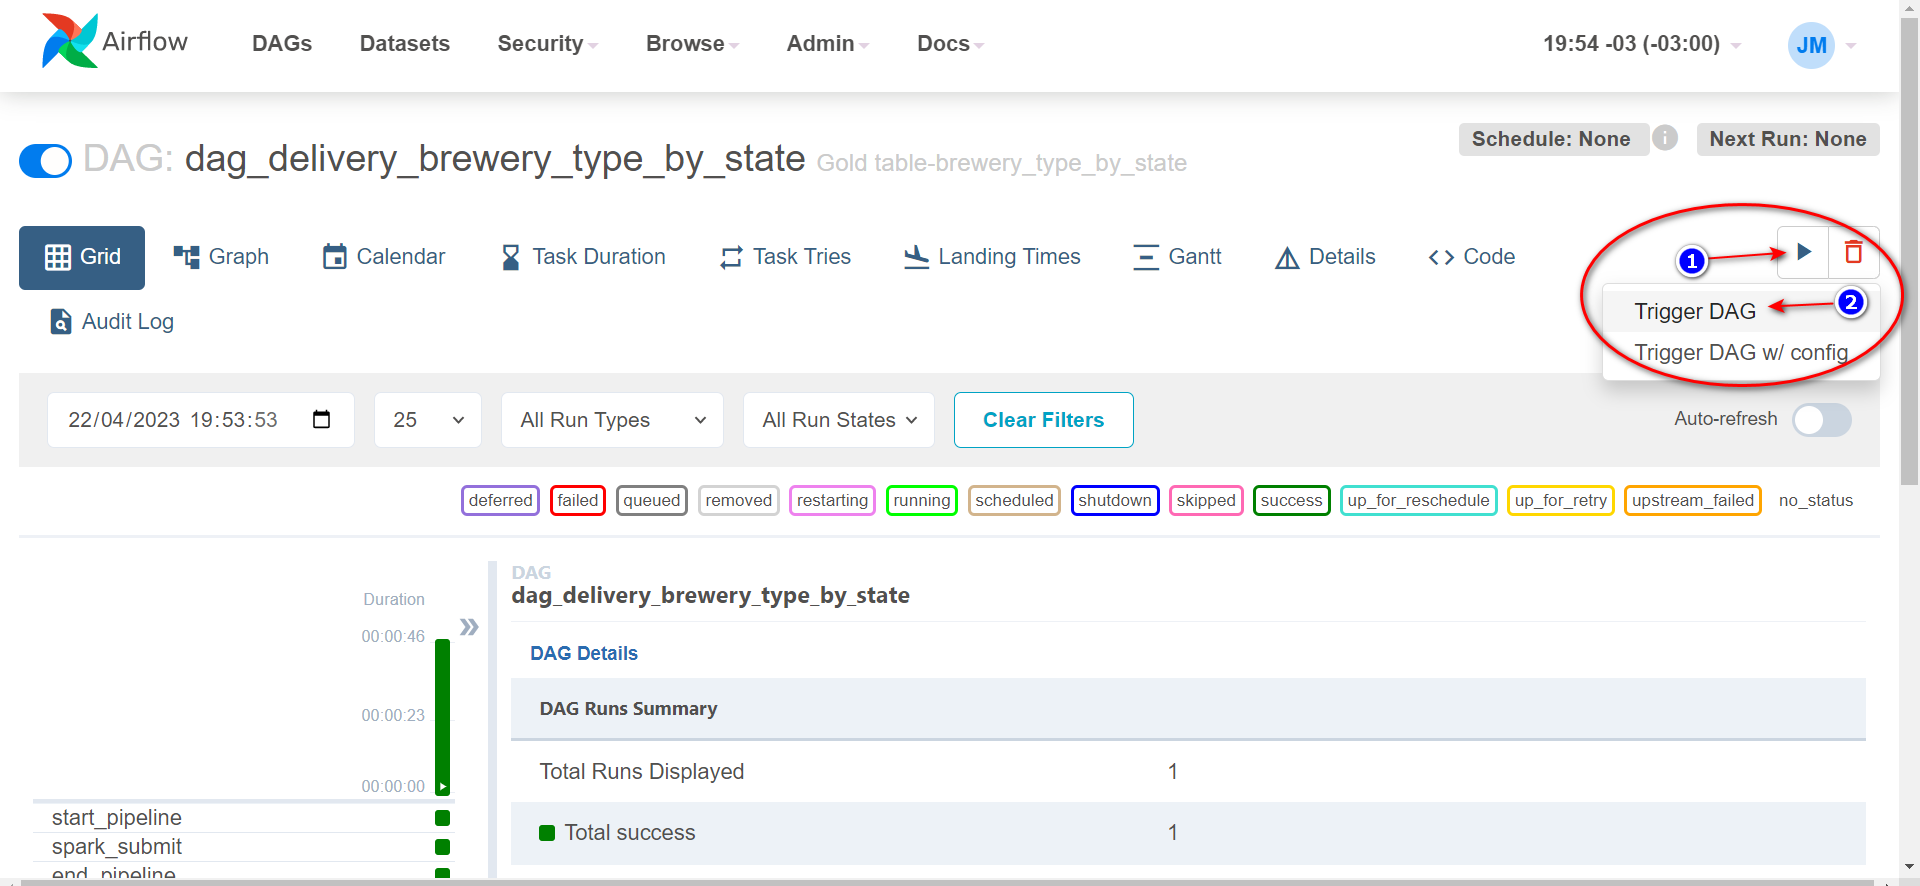 Airflow DAGs Datasets Security Browse Admin Docs 19:54 -03 (-03:00) JM
Schedule: None i Next Run: None
DAG: dag_delivery_brewery_type_by_state Gold table-brewery_type_by_state
Grid Graph Calendar Task Duration Task Tries Landing Times Gantt Details Code
1
Audit Log
Trigger DAG 2
Trigger DAG w/ config
22/04/2023 19:53:53 25 All Run Types All Run States Clear Filters Auto-refresh
deferred failed queued removed restarting running scheduled shutdown skipped success up_for_reschedule up_for_retry upstream_failed no_status
DAG
dag_delivery_brewery_type_by_state
Duration
00:00:46
00:00:23
00:00:00
start_pipeline
spark_submit
end_pipeline
DAG Details
DAG Runs Summary
Total Runs Displayed 1
Total success 1